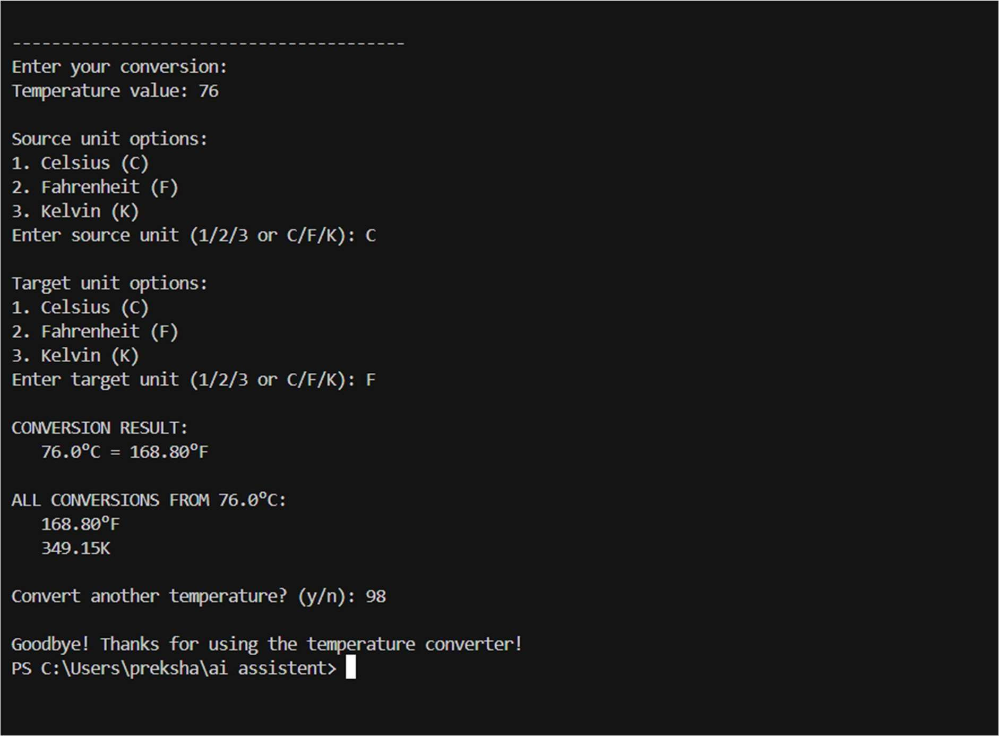 ----------------------------------------
Enter your conversion:
Temperature value: 76
Source unit options:
1. Celsius (C)
2. Fahrenheit (F)
3. Kelvin (K)
Enter source unit (1/2/3 or C/F/K): C
Target unit options:
1. Celsius (C)
2. Fahrenheit (F)
3. Kelvin (K)
Enter target unit (1/2/3 or C/F/K): F
CONVERSION RESULT:
   76.0°C = 168.80°F
ALL CONVERSIONS FROM 76.0°C:
   168.80°F
   349.15K
Convert another temperature? (y/n): 98
Goodbye! Thanks for using the temperature converter!
PS C:\Users\preksha\ai assistent>